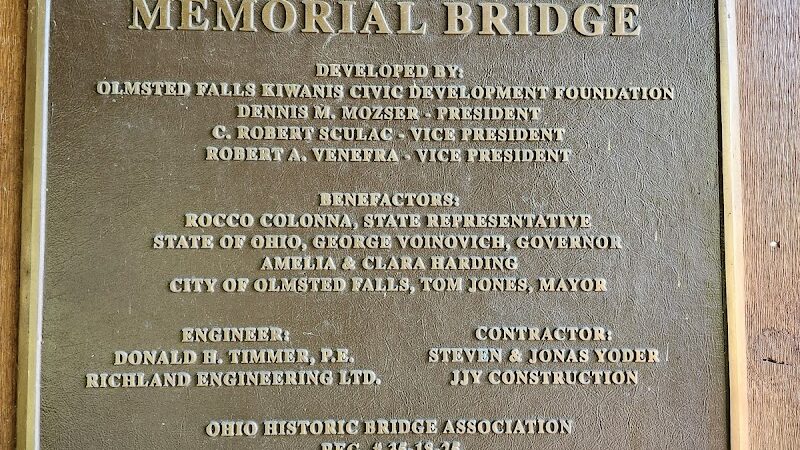 MEMORIAL BRIDGE
DEVELOPED BY:
OLMSTED FALLS KIWANIS CIVIC DEVELOPMENT FOUNDATION
DENNIS M. MOZSER - PRESIDENT
C. ROBERT SCULAC - VICE PRESIDENT
ROBERT A. VENEFRA - VICE PRESIDENT
BENEFACTORS:
ROCCO COLONNA, STATE REPRESENTATIVE
STATE OF OHIO, GEORGE VOINOVICH, GOVERNOR
AMELIA & CLARA HARDING
CITY OF OLMSTED FALLS, TOM JONES, MAYOR
ENGINEER:
DONALD H. TIMMER, P.E.
RICHLAND ENGINEERING LTD.
CONTRACTOR:
STEVEN & JONAS YODER
JJY CONSTRUCTION
OHIO HISTORIC BRIDGE ASSOCIATION